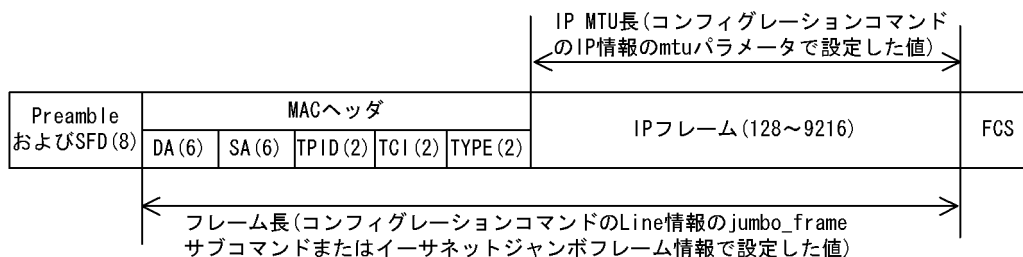 IP MTU長(コンフィグレーションコマンド
のIP情報のmtuパラメータで設定した値)
Preamble
およびSFD(8)
MACヘッダ
DA(6)
SA(6)
TPID(2)
TCI(2)
TYPE(2)
IPフレーム(128～9216)
FCS
フレーム長(コンフィグレーションコマンドのLine情報のjumbo_frame
サブコマンドまたはイーサネットジャンボフレーム情報で設定した値)